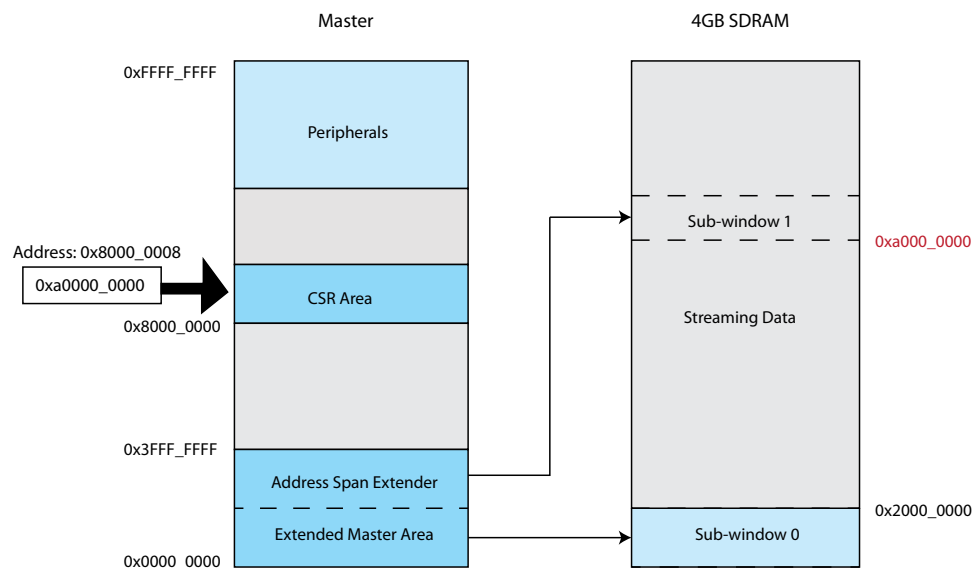 Master
4GB SDRAM
0xFFFF_FFFF
Peripherals
Sub-window 1
0xa000_0000
Address: 0x8000_0008
0xa0000_0000
CSR Area
0x8000_0000
Streaming Data
0x3FFF_FFFF
Address Span Extender
0x2000_0000
Extended Master Area
Sub-window 0
0x0000_0000